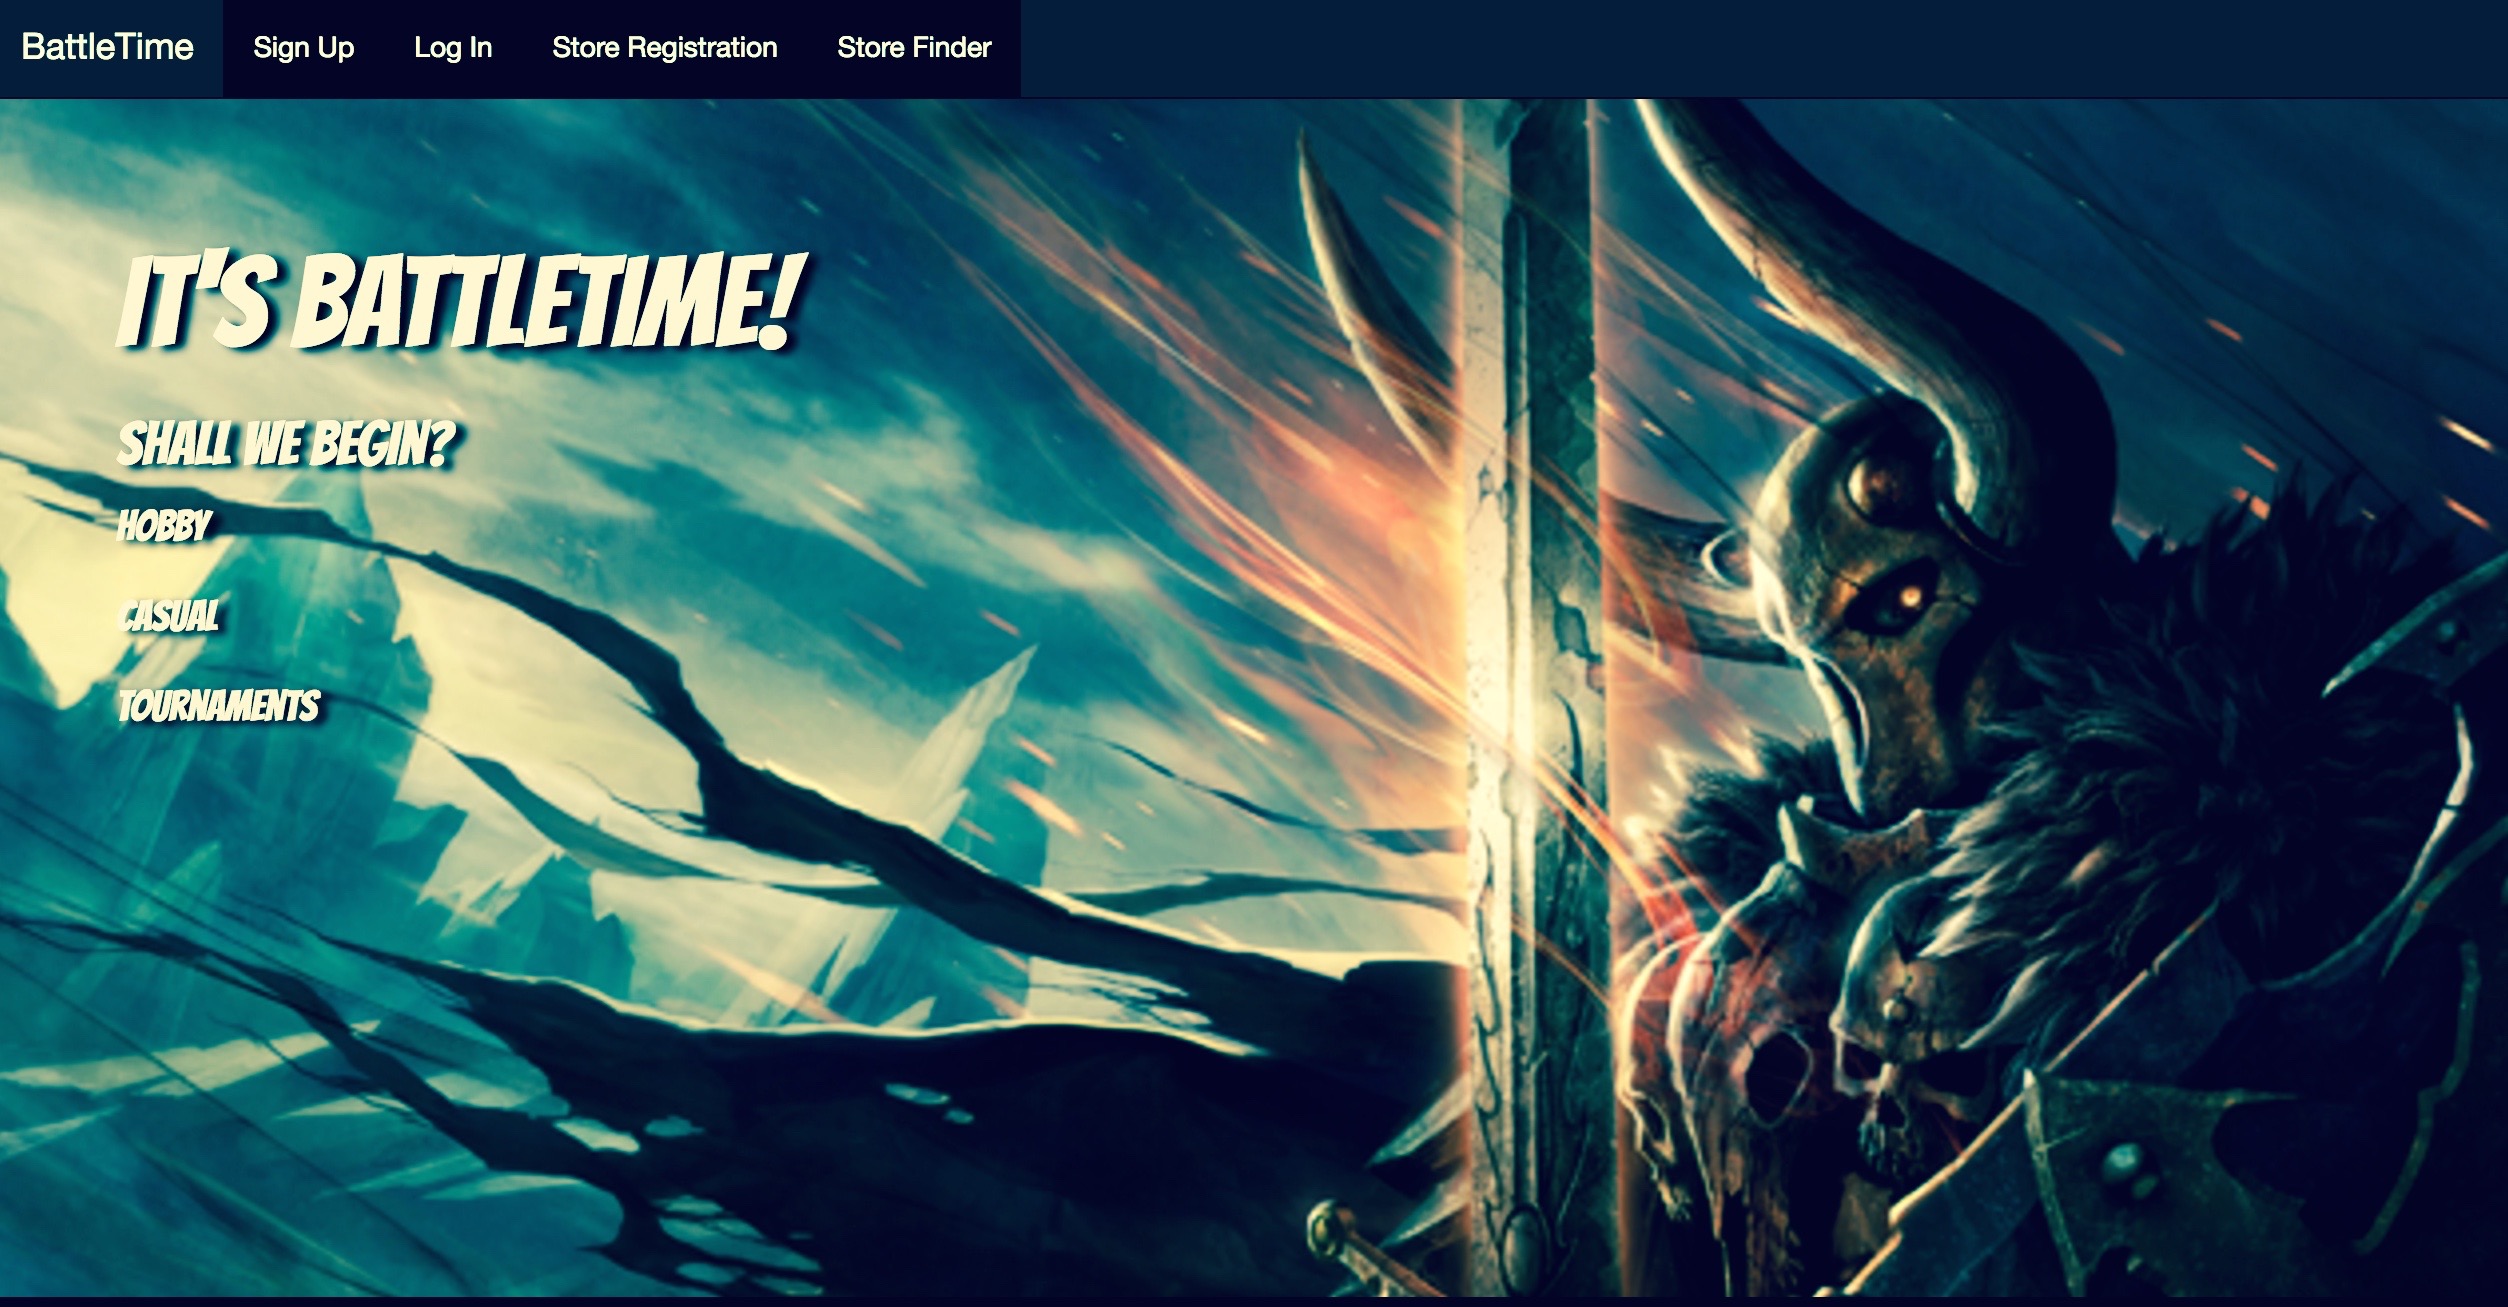 BattleTime Sign Up Log In Store Registration Store Finder
IT'S BATTLETIME!
SHALL WE BEGIN?
HOBBY
CASUAL
TOURNAMENTS